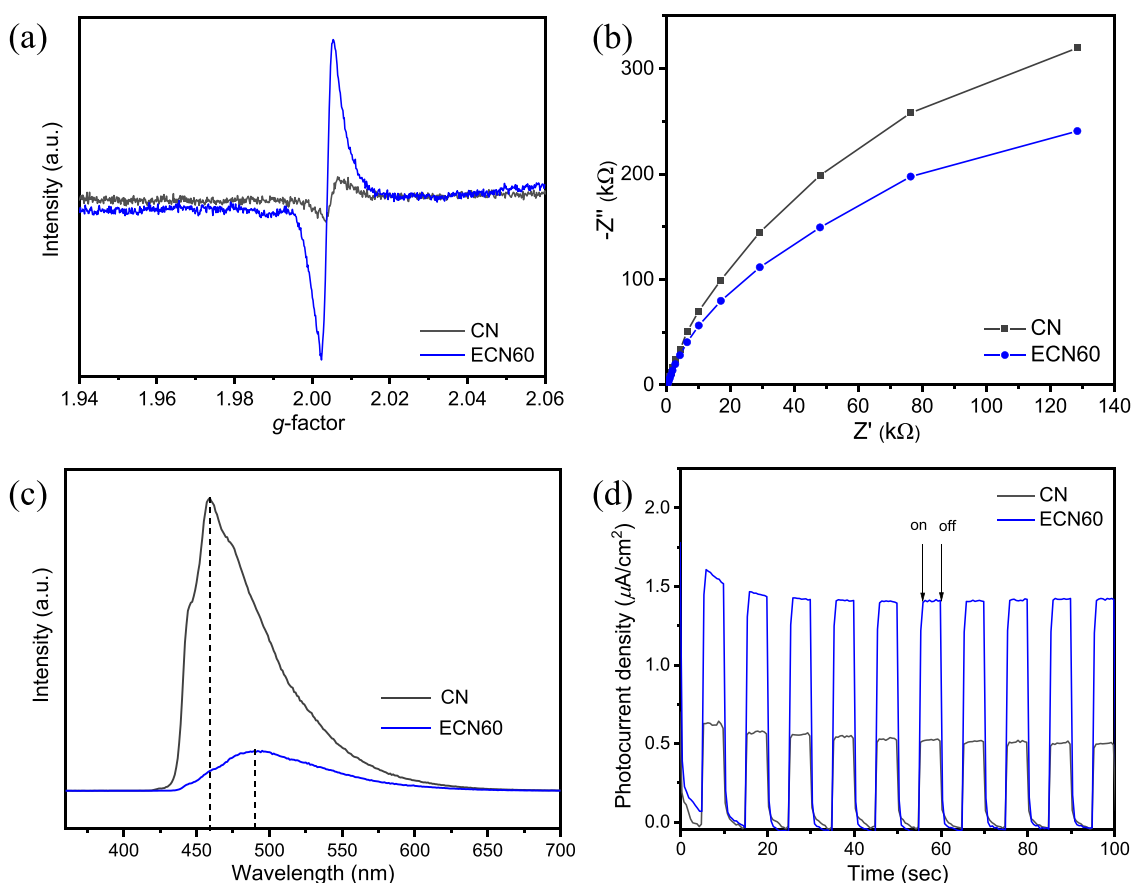 (a)
Intensity (a.u.)
CN
ECN60
1.94 1.96 1.98 2.00 2.02 2.04 2.06
g-factor
(b)
-Z'' (kΩ)
300
200
100
0
CN
ECN60
0 20 40 60 80 100 120 140
Z' (kΩ)
(c)
Intensity (a.u.)
CN
ECN60
400 450 500 550 600 650 700
Wavelength (nm)
(d)
Photocurrent density (μA/cm²)
2.0
1.5
1.0
0.5
0.0
CN
ECN60
on off
0 20 40 60 80 100
Time (sec)